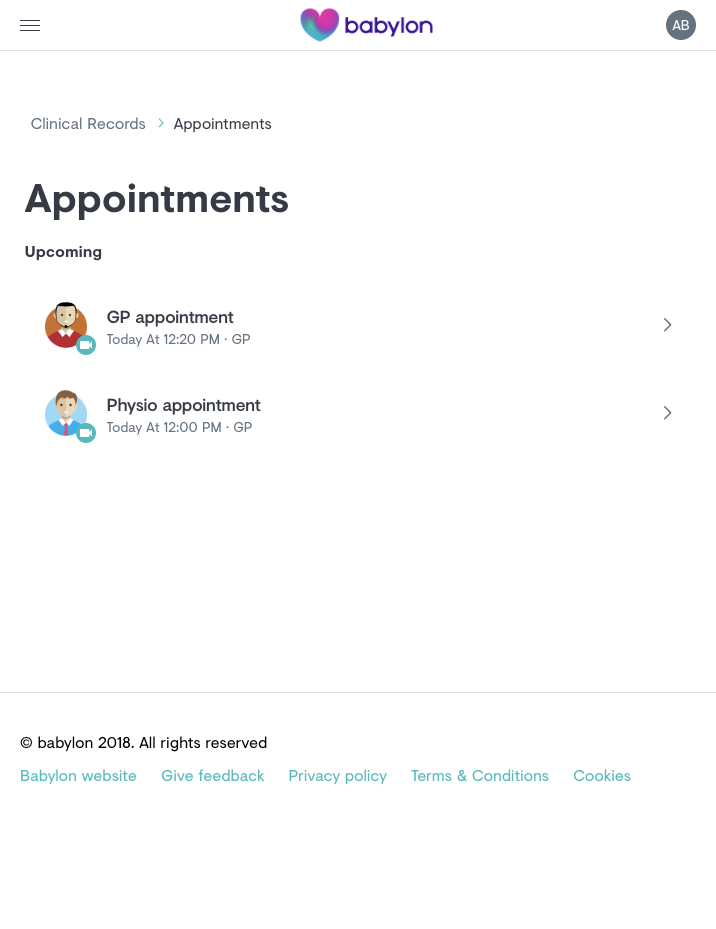 babylon
AB
Clinical Records Appointments
Appointments
Upcoming
GP appointment
Today At 12:20 PM · GP
Physio appointment
Today At 12:00 PM · GP
© babylon 2018. All rights reserved
Babylon website Give feedback Privacy policy Terms & Conditions Cookies